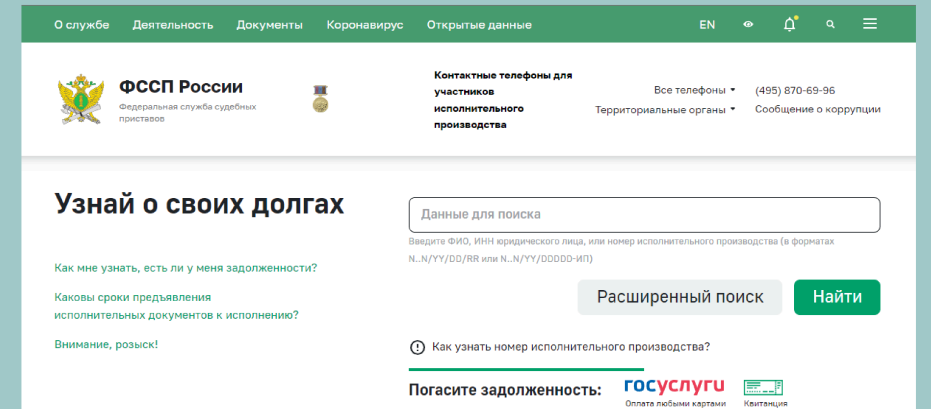 О службе Деятельность Документы Коронавирус Открытые данные EN
ФССП России
Федеральная служба судебных
приставов
Контактные телефоны для
участников
исполнительного
производства
Все телефоны (495) 870-69-96
Территориальные органы Сообщение о коррупции
Узнай о своих долгах
Данные для поиска
Введите ФИО, ИНН юридического лица, или номер исполнительного производства (в форматах
N..N/YY/DD/RR или N..N/YY/DDDDD-ИП)
Как мне узнать, есть ли у меня задолженности?
Каковы сроки предъявления
исполнительных документов к исполнению?
Внимание, розыск!
Расширенный поиск Найти
Как узнать номер исполнительного производства?
Погасите задолженность: госуслуги
Оплата любыми картами Квитанция